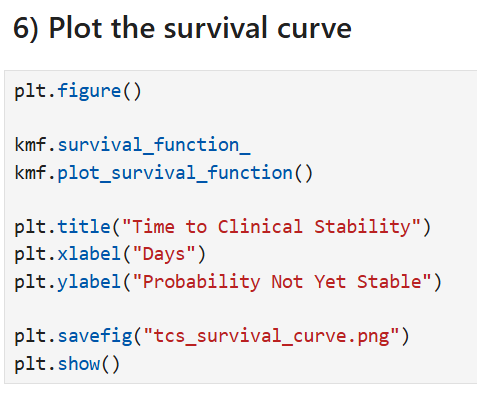 6) Plot the survival curve
plt.figure()
kmf.survival_function_
kmf.plot_survival_function()
plt.title("Time to Clinical Stability")
plt.xlabel("Days")
plt.ylabel("Probability Not Yet Stable")
plt.savefig("tcs_survival_curve.png")
plt.show()